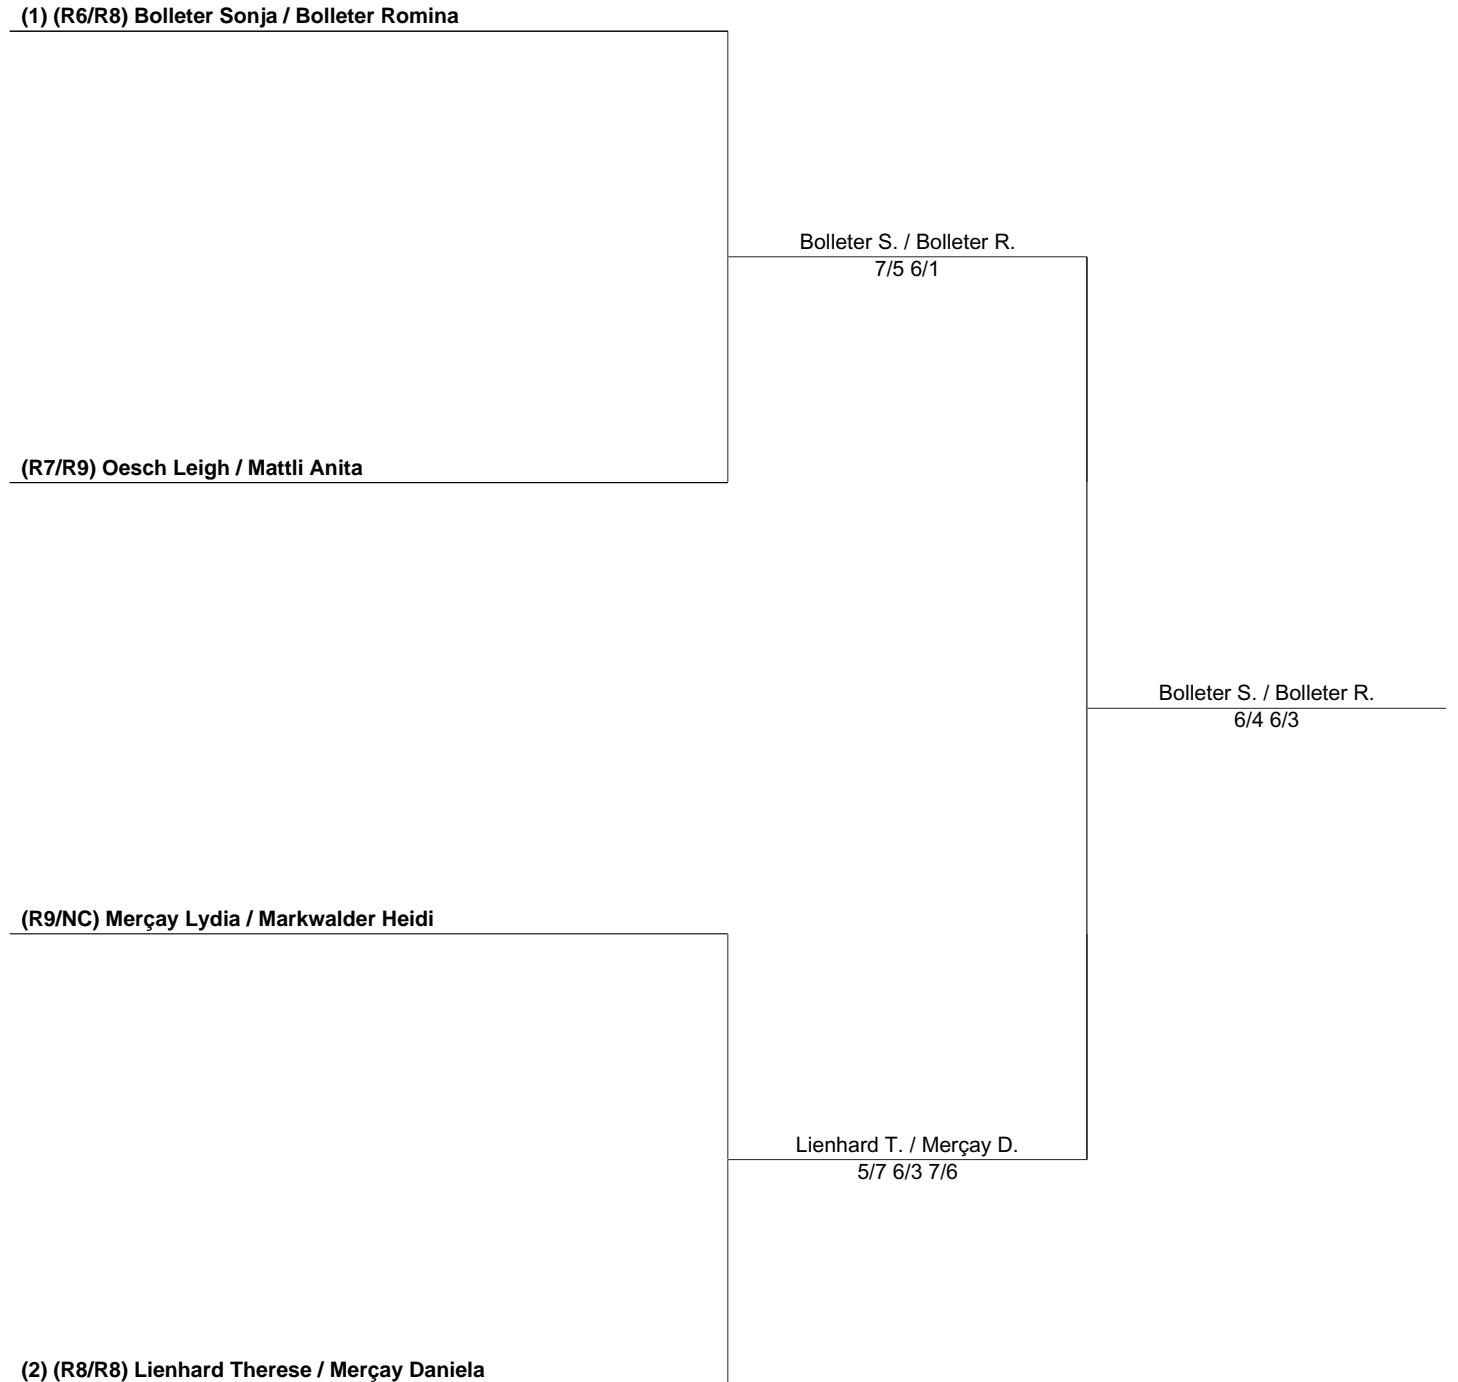 (1) (R6/R8) Bolleter Sonja / Bolleter Romina
Bolleter S. / Bolleter R.
7/5 6/1
(R7/R9) Oesch Leigh / Mattli Anita
Bolleter S. / Bolleter R.
6/4 6/3
(R9/NC) Merçay Lydia / Markwalder Heidi
Lienhard T. / Merçay D.
5/7 6/3 7/6
(2) (R8/R8) Lienhard Therese / Merçay Daniela